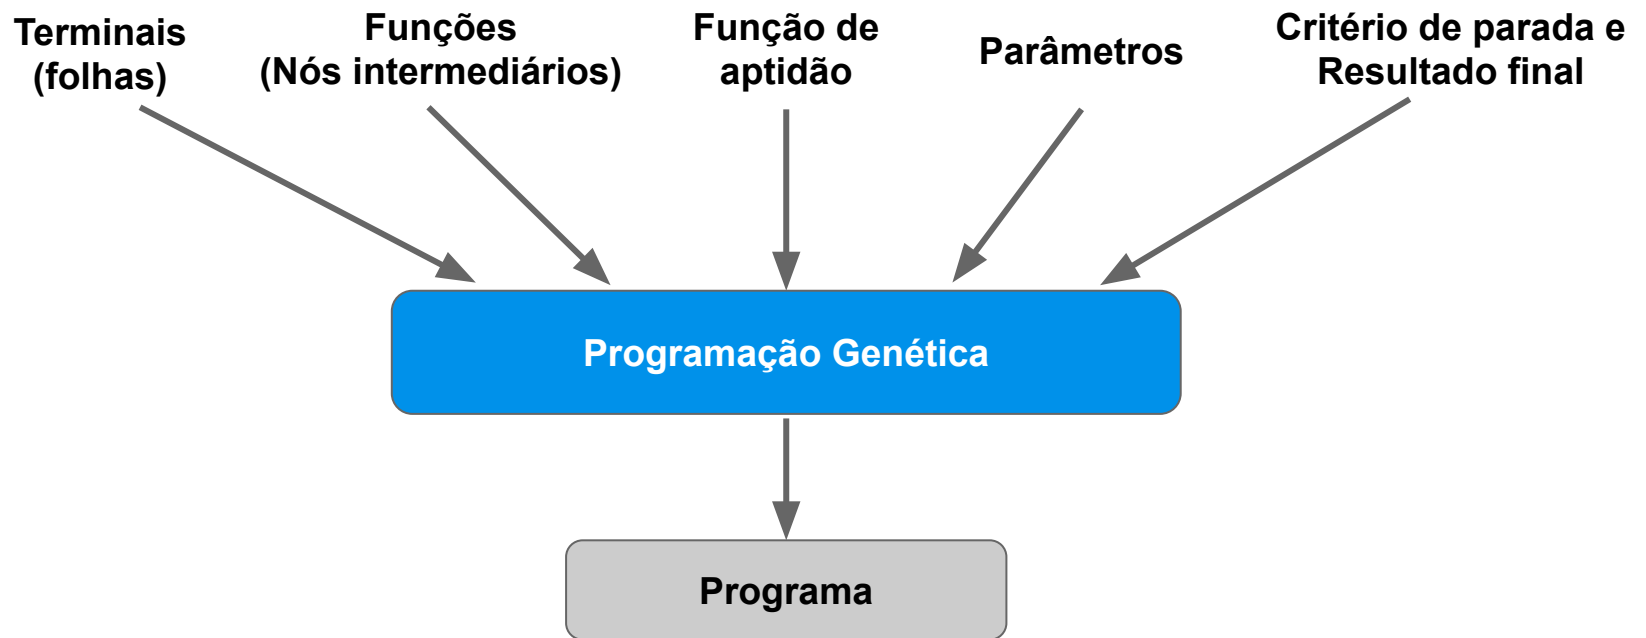 Terminais
(folhas)
Funções
(Nós intermediários)
Função de
aptidão
Parâmetros
Critério de parada e
Resultado final
Programação Genética
Programa